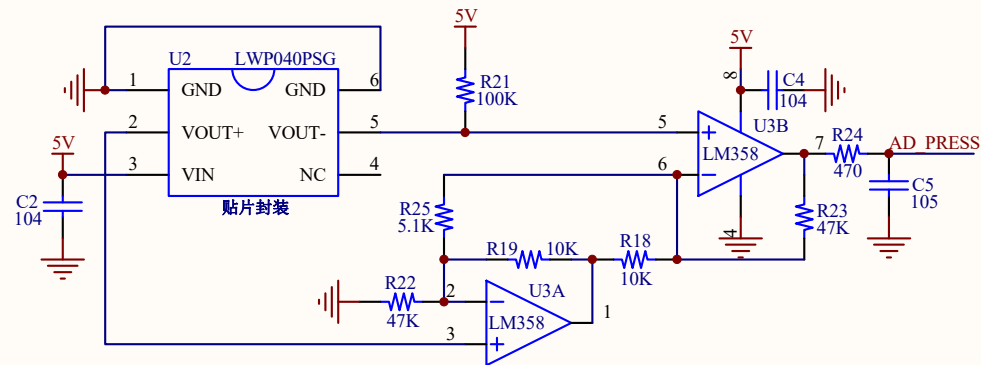 5V
5V
U2 LWP040PSG
R21
100K
C4
104
1 GND GND 6
8
U3B
2 VOUT+ VOUT- 5
5
7 R24 AD_PRESS
LM358
470
5V
3 VIN NC 4
6
C2
104
贴片封装
C5
105
R25
5.1K
R23
47K
4
R19 10K
R18
10K
R22
47K
2
U3A
LM358
1
3